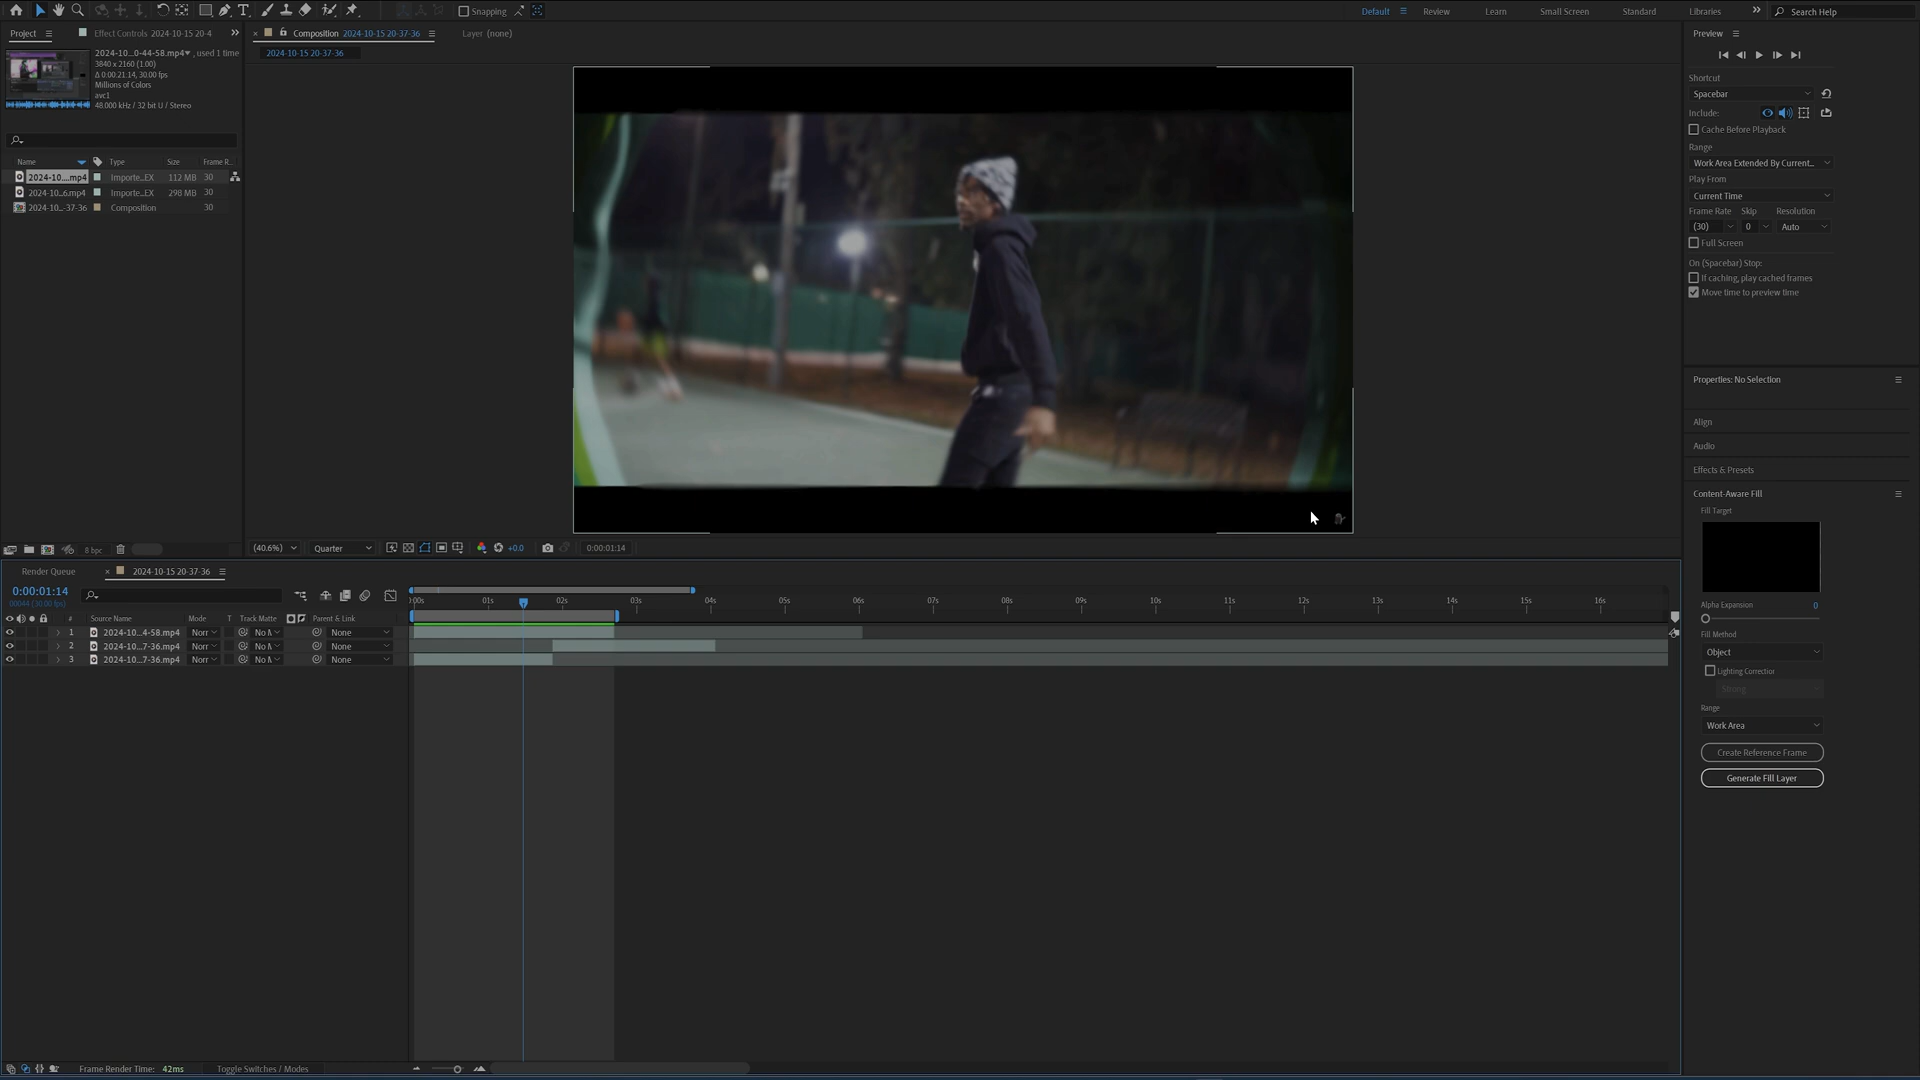 Snapping
Default
Review
Learn
Small Screen
Standard
Libraries
Search Help
Project
Effect Controls 2024-10-15 20-4
Composition 2024-10-15 20-37-36
Layer (none)
2024-10-15 20-37-36
2024-10...0-44-58.mp4▾, used 1 time
3840 x 2160 (1.00)
Δ 0:00:21:14, 30.00 fps
Millions of Colors
avc1
48.000 kHz / 32 bit U / Stereo
Name Type Size Frame R..
2024-10....mp4 Importe...EX 112 MB 30
2024-10...6.mp4 Importe...EX 298 MB 30
2024-10...-37-36 Composition 30
8 bpc
(40.6%) Quarter +0.0 0:00:01:14
Preview
Shortcut
Spacebar
Include:
Cache Before Playback
Range
Work Area Extended By Current...
Play From
Current Time
Frame Rate Skip Resolution
(30) 0 Auto
Full Screen
On (Spacebar) Stop:
If caching, play cached frames
Move time to preview time
Properties: No Selection
Align
Audio
Effects & Presets
Content-Aware Fill
Fill Target
Alpha Expansion 0
Fill Method
Object
Lighting Correction
Strong
Range
Work Area
Create Reference Frame
Generate Fill Layer
Render Queue
2024-10-15 20-37-36
0:00:01:14
00044 (30.00 fps)
:00s 01s 02s 03s 04s 05s 06s 07s 08s 09s 10s 11s 12s 13s 14s 15s 16s
# Source Name Mode T Track Matte Parent & Link
1 2024-10...4-58.mp4 Norr No M None
2 2024-10...7-36.mp4 Norr No M None
3 2024-10...7-36.mp4 Norr No M None
Frame Render Time: 42ms Toggle Switches / Modes